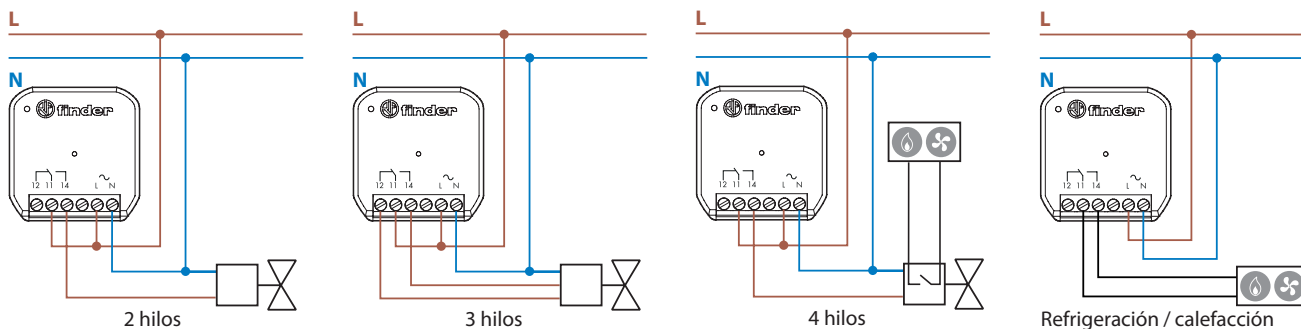 L L L L
N N N N
finder finder finder finder
12 11 14 L N 12 11 14 L N 12 11 14 L N 12 11 14 L N
2 hilos 3 hilos 4 hilos Refrigeración / calefacción